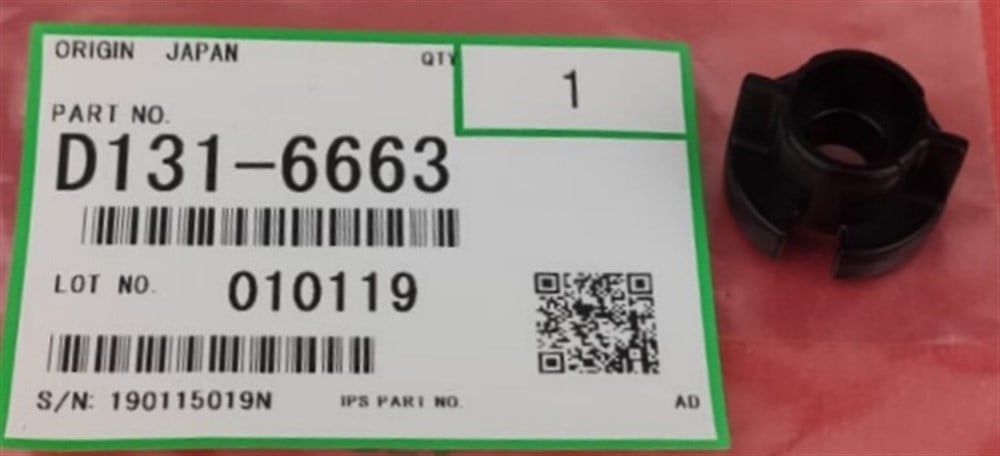 ORIGIN JAPAN QTY 1
PART NO.
D131-6663
LOT NO. 010119
S/N: 190115019N IPS PART NO. AD